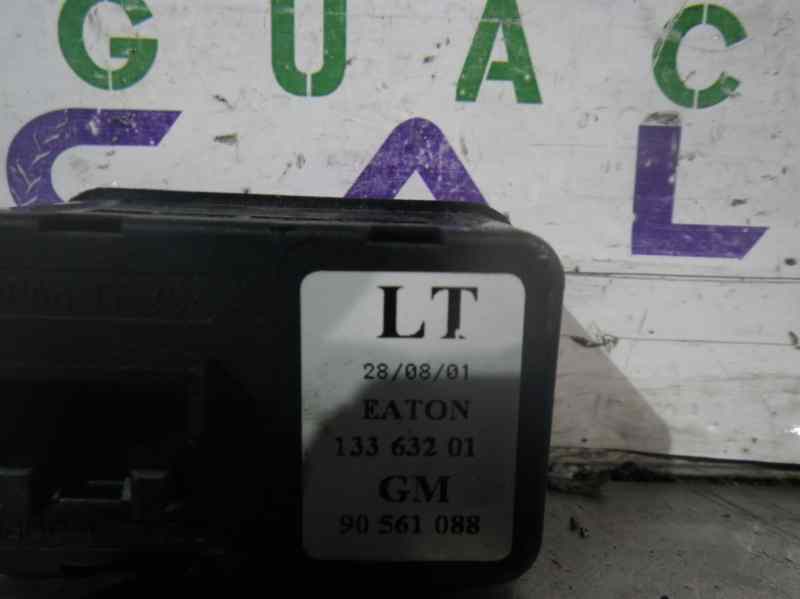 GUAC
CAL
LT
28/08/01
EATON
133 632 01
GM
90 561 088